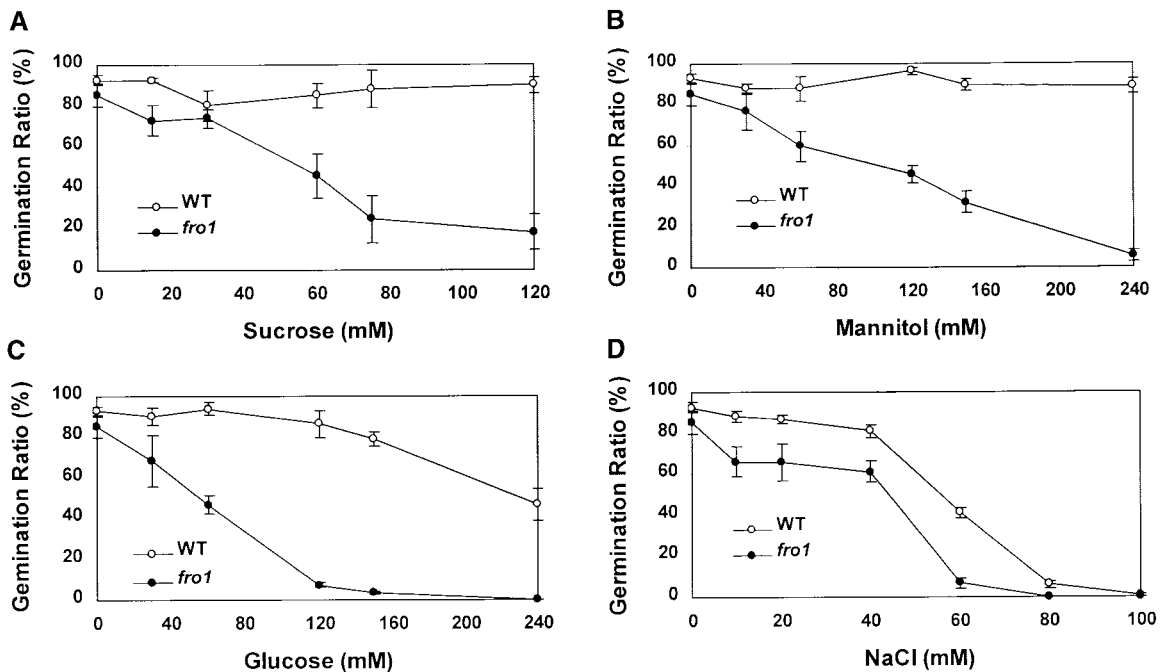 A
Germination Ratio (%)
100
80
60
40
20
0
WT
fro1
0 20 40 60 80 100 120
Sucrose (mM)
B
Germination Ratio (%)
100
80
60
40
20
0
WT
fro1
0 40 80 120 160 200 240
Mannitol (mM)
C
Gemination Ratio (%)
100
80
60
40
20
0
WT
fro1
0 40 80 120 160 200 240
Glucose (mM)
D
Germination Ratio (%)
100
80
60
40
20
0
WT
fro1
0 20 40 60 80 100
NaCl (mM)